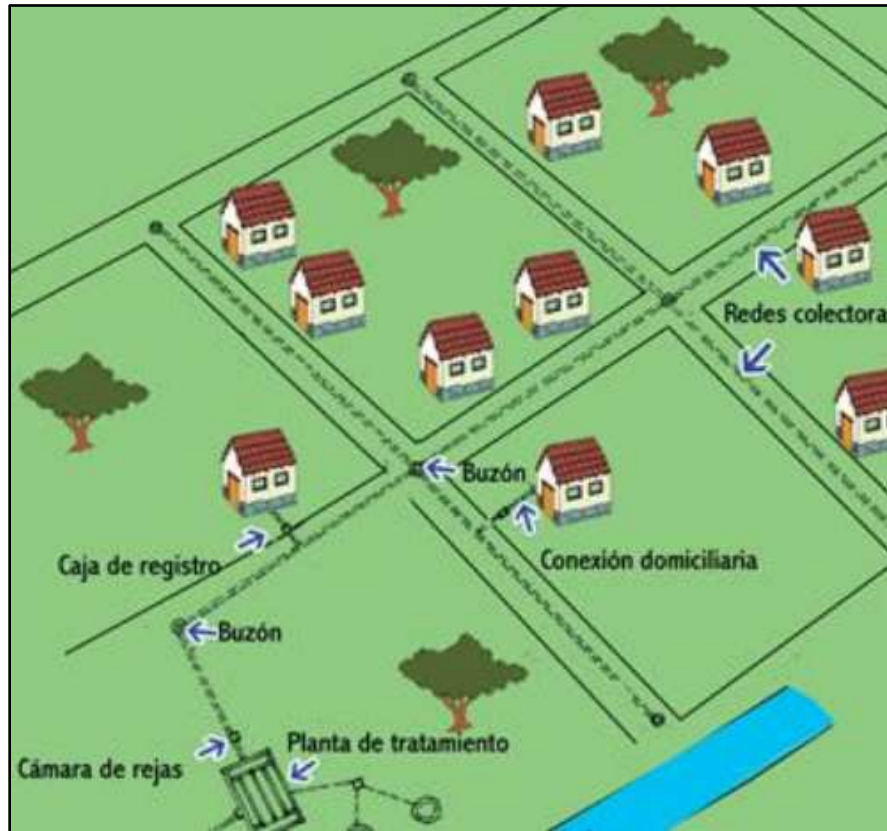 Redes colectora
Buzón
Conexión domiciliaria
Caja de registro
Buzón
Planta de tratamiento
Cámara de rejas